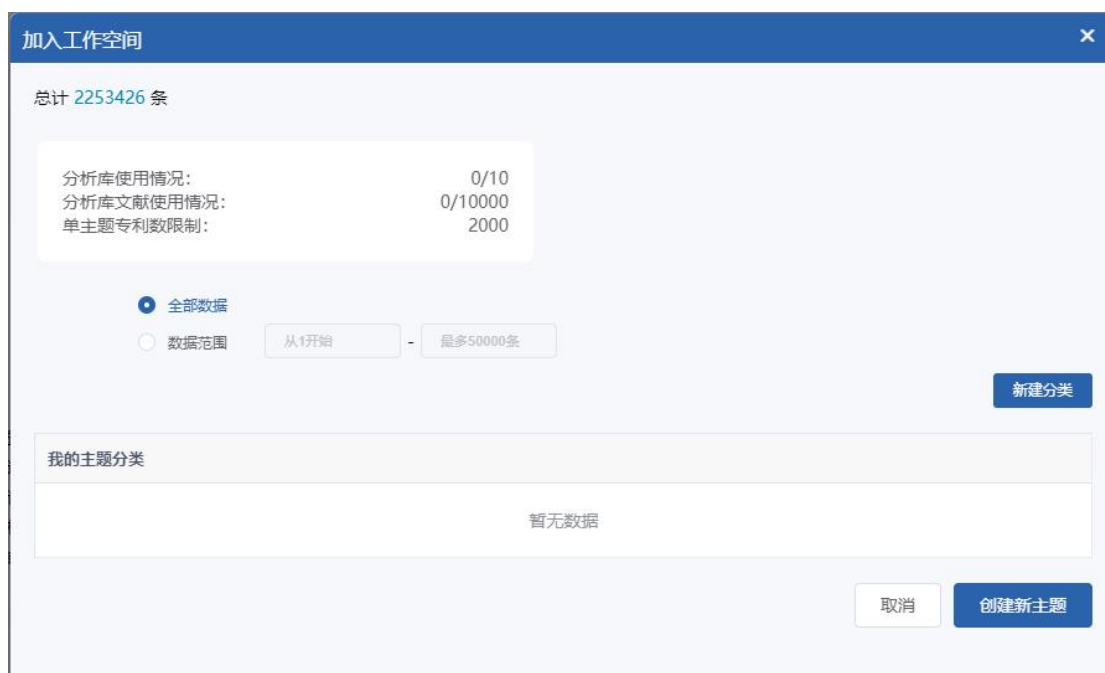 加入工作空间
×
总计 2253426 条
分析库使用情况： 0/10
分析库文献使用情况： 0/10000
单主题专利数限制： 2000
全部数据
数据范围 从1开始 - 最多50000条
新建分类
我的主题分类
暂无数据
取消 创建新主题